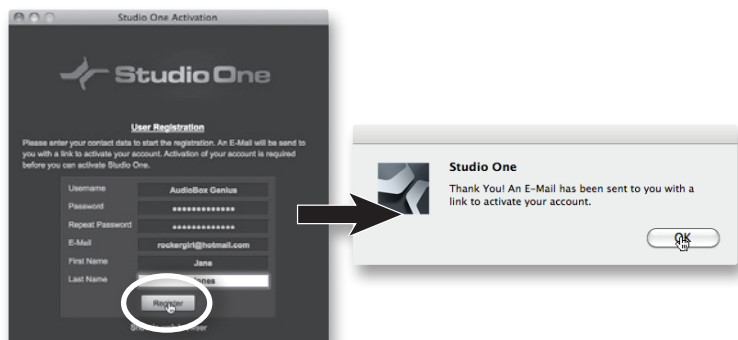 Studio One Activation
Studio One
User Registration
Please enter your contact data to start the registration. An E-Mail will be sent to
you with a link to activate your account. Activation of your account is required
before you can activate Studio One.
Username AudioBox Genius
Password •••••••••••••
Repeat Password •••••••••••••
E-Mail rockergirl@hotmail.com
First Name Jane
Last Name Jones
Register
Studio One
Thank You! An E-Mail has been sent to you with a
link to activate your account.
OK